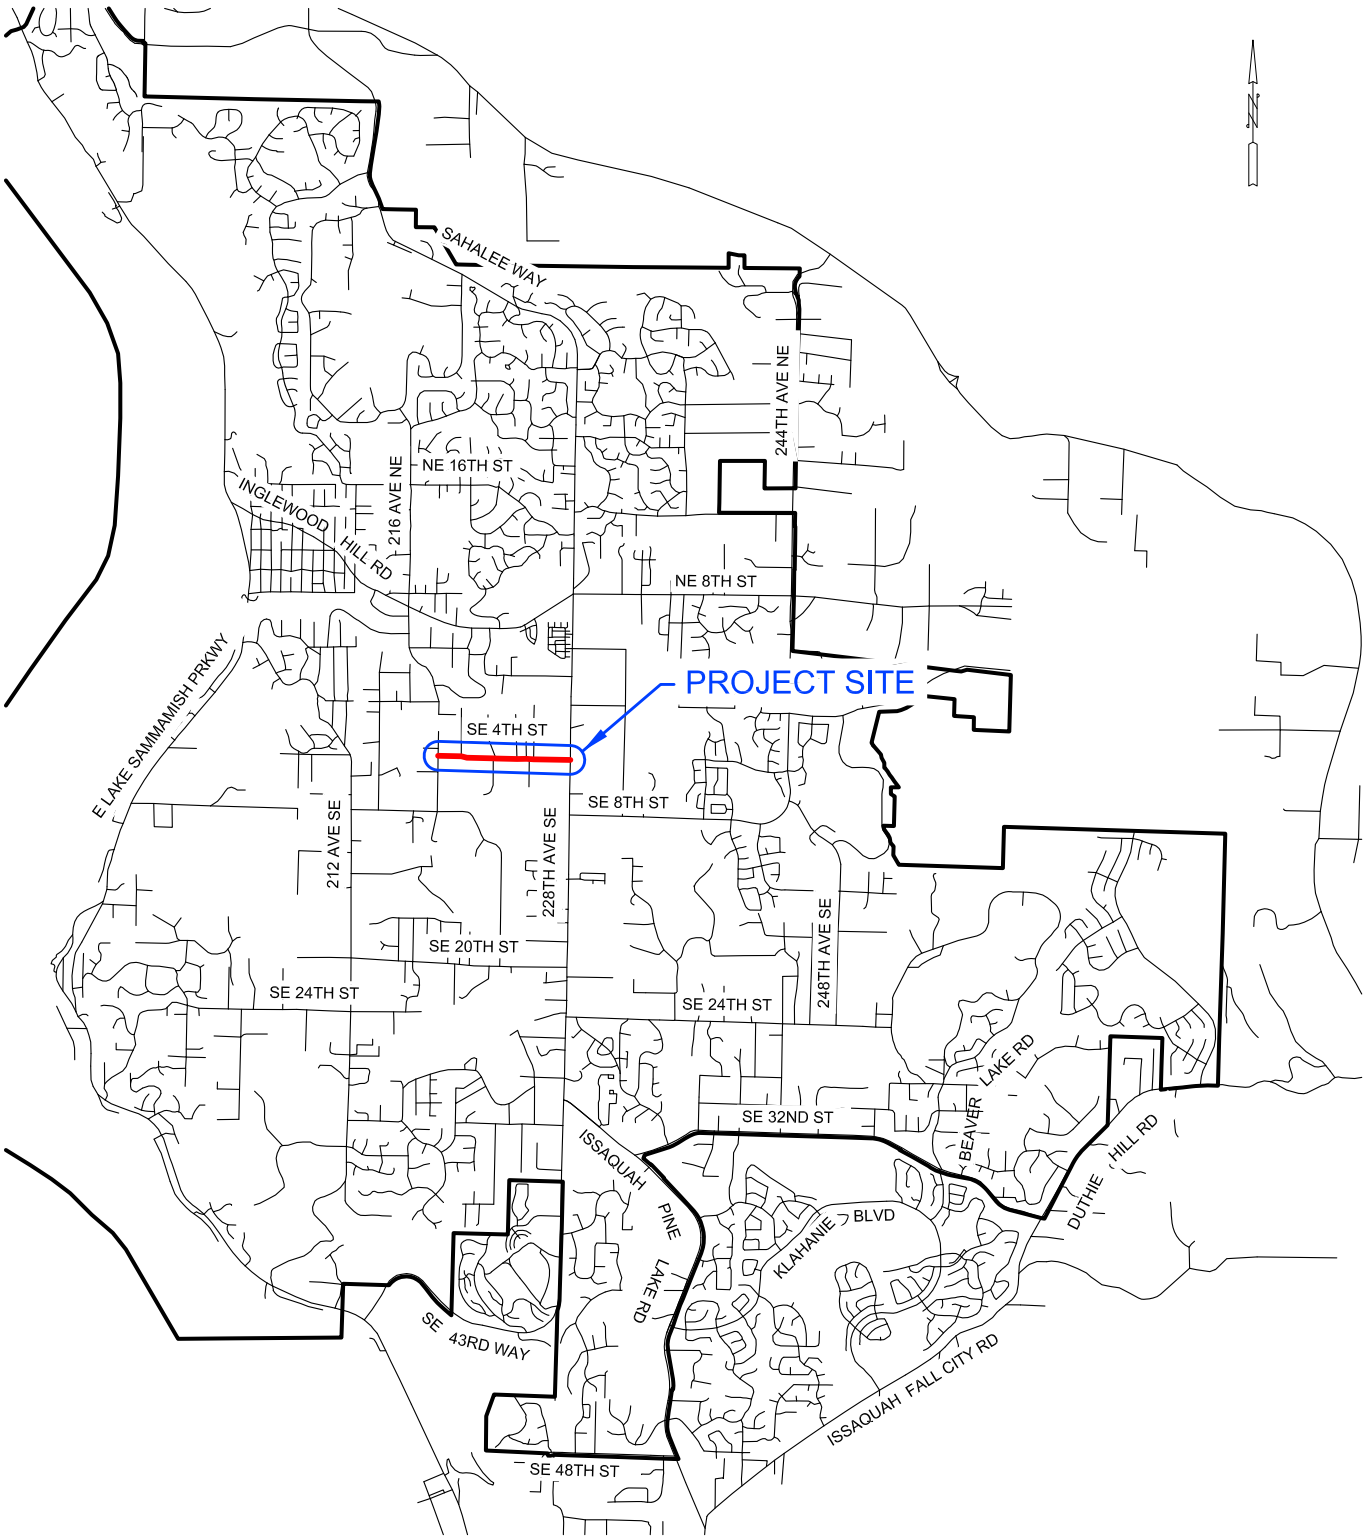 N
SAHALEE WAY
244TH AVE NE
NE 16TH ST
216 AVE NE
INGLEWOOD HILL RD
NE 8TH ST
E LAKE SAMMAMISH PRKWY
PROJECT SITE
SE 4TH ST
SE 8TH ST
212 AVE SE
228TH AVE SE
248TH AVE SE
SE 20TH ST
SE 24TH ST
SE 24TH ST
BEAVER LAKE RD
SE 32ND ST
ISSAQUAH PINE LAKE RD
DUTHIE HILL RD
KLAHANIE BLVD
SE 43RD WAY
ISSAQUAH FALL CITY RD
SE 48TH ST